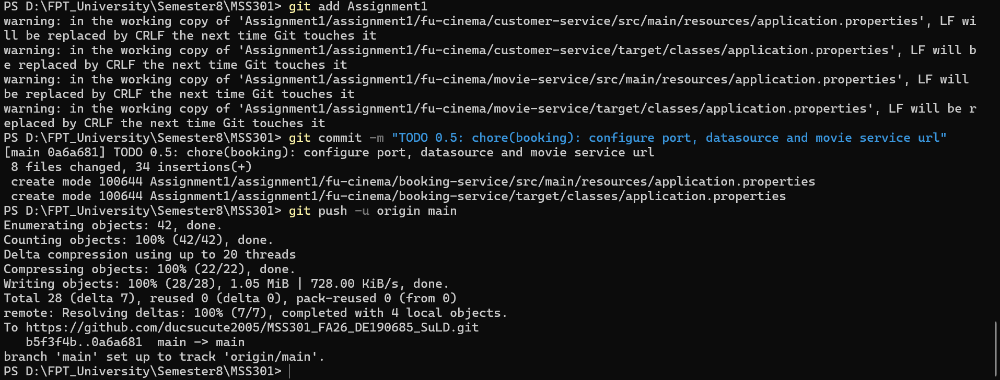 PS D:\FPT_University\Semester8\MSS301> git add Assignment1
warning: in the working copy of 'Assignment1/assignment1/fu-cinema/customer-service/src/main/resources/application.properties', LF wi
ll be replaced by CRLF the next time Git touches it
warning: in the working copy of 'Assignment1/assignment1/fu-cinema/customer-service/target/classes/application.properties', LF will b
e replaced by CRLF the next time Git touches it
warning: in the working copy of 'Assignment1/assignment1/fu-cinema/movie-service/src/main/resources/application.properties', LF will
be replaced by CRLF the next time Git touches it
warning: in the working copy of 'Assignment1/assignment1/fu-cinema/movie-service/target/classes/application.properties', LF will be r
eplaced by CRLF the next time Git touches it
PS D:\FPT_University\Semester8\MSS301> git commit -m "TODO 0.5: chore(booking): configure port, datasource and movie service url"
[main 0a6a681] TODO 0.5: chore(booking): configure port, datasource and movie service url
 8 files changed, 34 insertions(+)
 create mode 100644 Assignment1/assignment1/fu-cinema/booking-service/src/main/resources/application.properties
 create mode 100644 Assignment1/assignment1/fu-cinema/booking-service/target/classes/application.properties
PS D:\FPT_University\Semester8\MSS301> git push -u origin main
Enumerating objects: 42, done.
Counting objects: 100% (42/42), done.
Delta compression using up to 20 threads
Compressing objects: 100% (22/22), done.
Writing objects: 100% (28/28), 1.05 MiB | 728.00 KiB/s, done.
Total 28 (delta 7), reused 0 (delta 0), pack-reused 0 (from 0)
remote: Resolving deltas: 100% (7/7), completed with 4 local objects.
To https://github.com/ducsucute2005/MSS301_FA26_DE190685_SuLD.git
   b5f3f4b..0a6a681  main -> main
branch 'main' set up to track 'origin/main'.
PS D:\FPT_University\Semester8\MSS301>